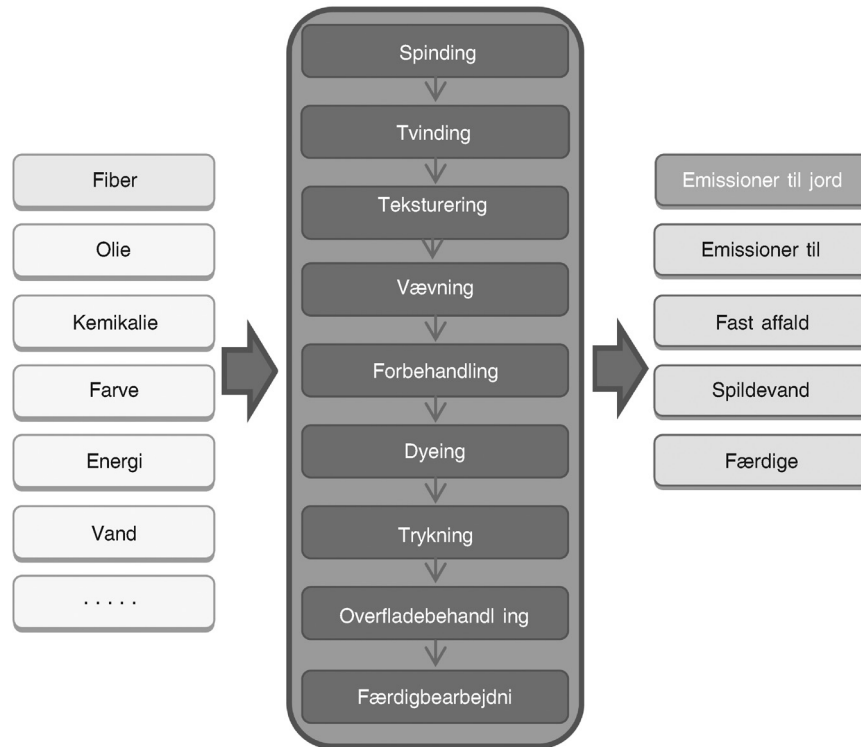 Fiber
Olie
Kemikalie
Farve
Energi
Vand
. . . . .
Spinding
Tvinding
Teksturering
Vævning
Forbehandling
Dyeing
Trykning
Overfladebehandl ing
Færdigbearbejdni
Emissioner til jord
Emissioner til
Fast affald
Spildevand
Færdige